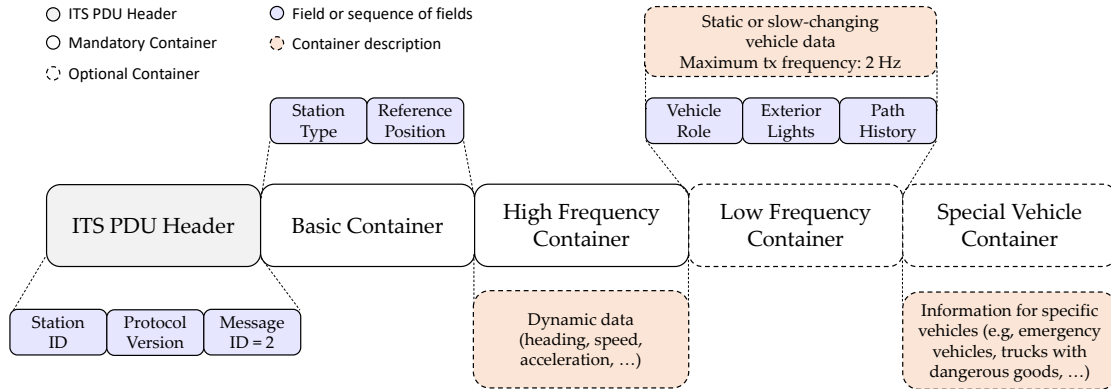 ITS PDU Header
Mandatory Container
Optional Container
Field or sequence of fields
Container description
Static or slow-changing
vehicle data
Maximum tx frequency: 2 Hz
Station
Type
Reference
Position
Vehicle
Role
Exterior
Lights
Path
History
ITS PDU Header
Basic Container
High Frequency
Container
Low Frequency
Container
Special Vehicle
Container
Station
ID
Protocol
Version
Message
ID = 2
Dynamic data
(heading, speed,
acceleration, …)
Information for specific
vehicles (e.g, emergency
vehicles, trucks with
dangerous goods, …)